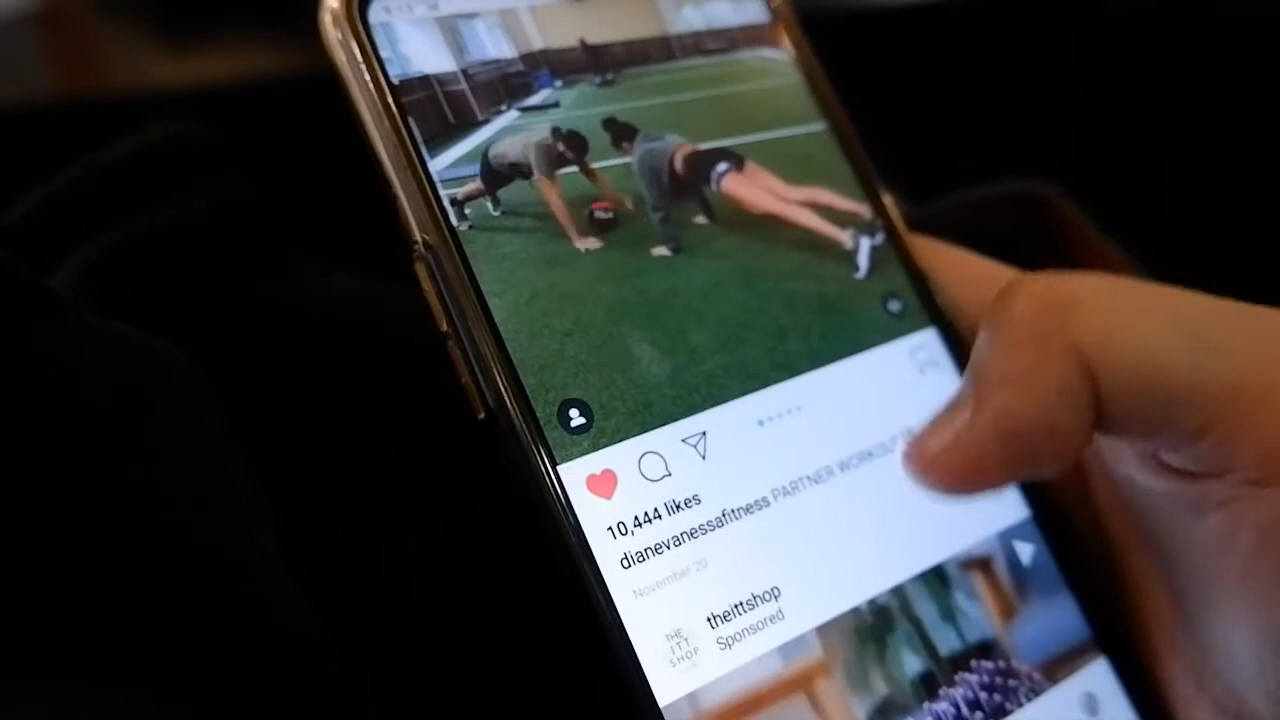 10,444 likes
dianevanessafitness PARTNER WORKOUT
November 20
theittshop
Sponsored
THE
ITT
SHOP